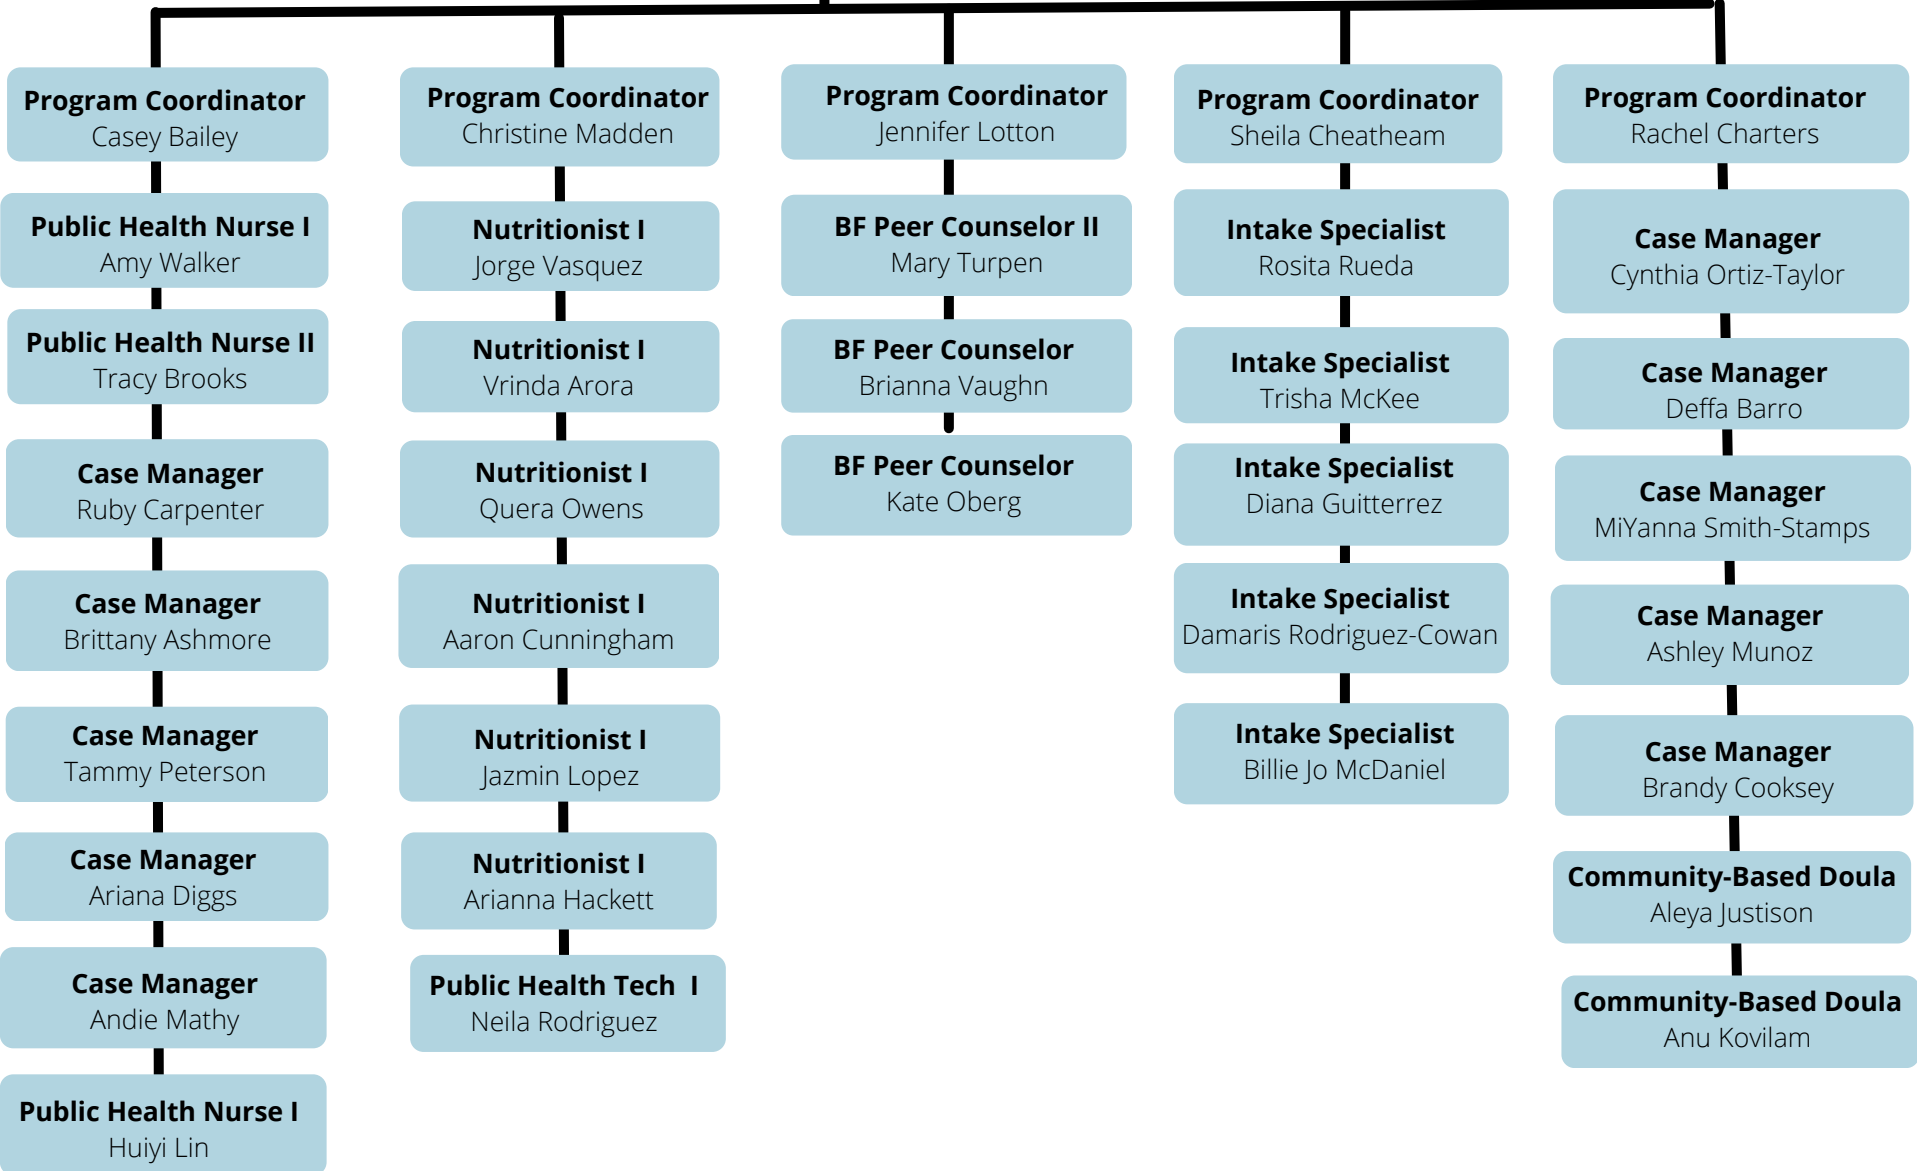 Program Coordinator
Casey Bailey
Public Health Nurse I
Amy Walker
Public Health Nurse II
Tracy Brooks
Case Manager
Ruby Carpenter
Case Manager
Brittany Ashmore
Case Manager
Tammy Peterson
Case Manager
Ariana Diggs
Case Manager
Andie Mathy
Public Health Nurse I
Huiyi Lin
Program Coordinator
Christine Madden
Nutritionist I
Jorge Vasquez
Nutritionist I
Vrinda Arora
Nutritionist I
Quera Owens
Nutritionist I
Aaron Cunningham
Nutritionist I
Jazmin Lopez
Nutritionist I
Arianna Hackett
Public Health Tech I
Neila Rodriguez
Program Coordinator
Jennifer Lotton
BF Peer Counselor II
Mary Turpen
BF Peer Counselor
Brianna Vaughn
BF Peer Counselor
Kate Oberg
Program Coordinator
Sheila Cheatheam
Intake Specialist
Rosita Rueda
Intake Specialist
Trisha McKee
Intake Specialist
Diana Guitterrez
Intake Specialist
Damaris Rodriguez-Cowan
Intake Specialist
Billie Jo McDaniel
Program Coordinator
Rachel Charters
Case Manager
Cynthia Ortiz-Taylor
Case Manager
Deffa Barro
Case Manager
MiYanna Smith-Stamps
Case Manager
Ashley Munoz
Case Manager
Brandy Cooksey
Community-Based Doula
Aleya Justison
Community-Based Doula
Anu Kovilam